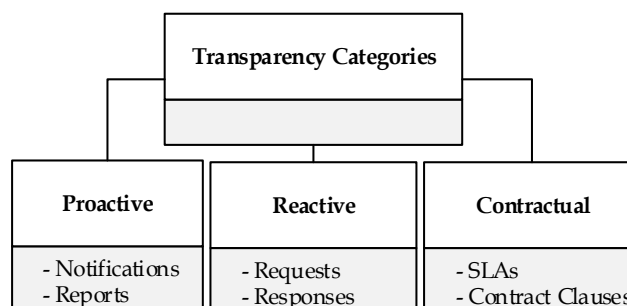 Transparency Categories
Proactive
- Notifications
- Reports
Reactive
- Requests
- Responses
Contractual
- SLAs
- Contract Clauses